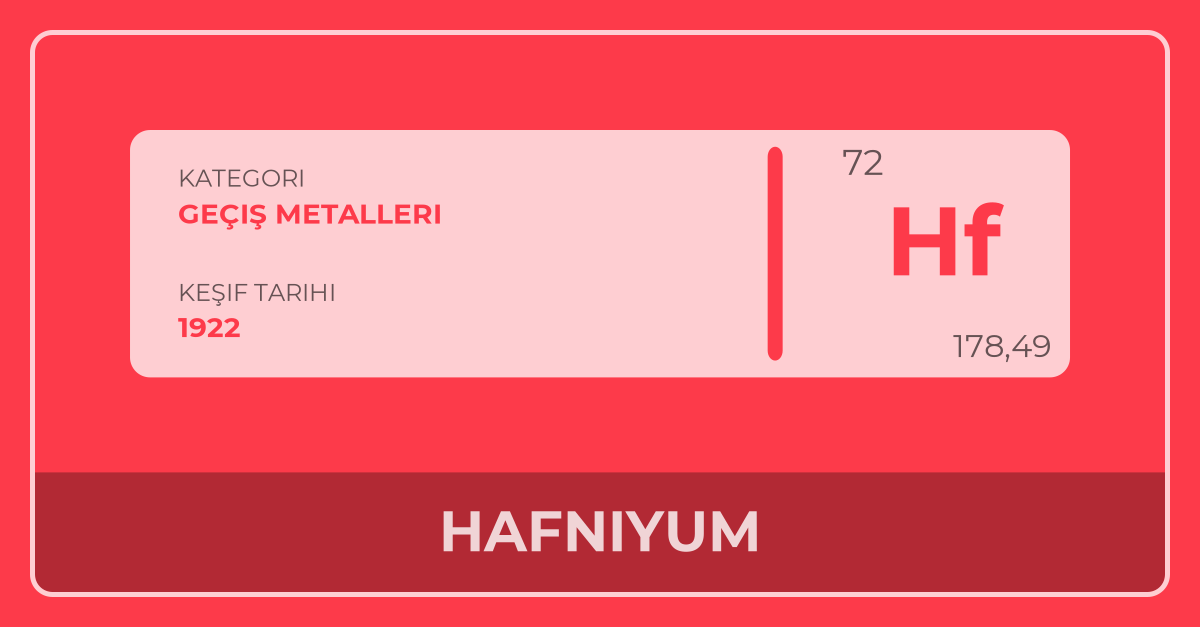 KATEGORI
GEÇIŞ METALLERI
KEŞIF TARIHI
1922
72
Hf
178,49
HAFNIYUM